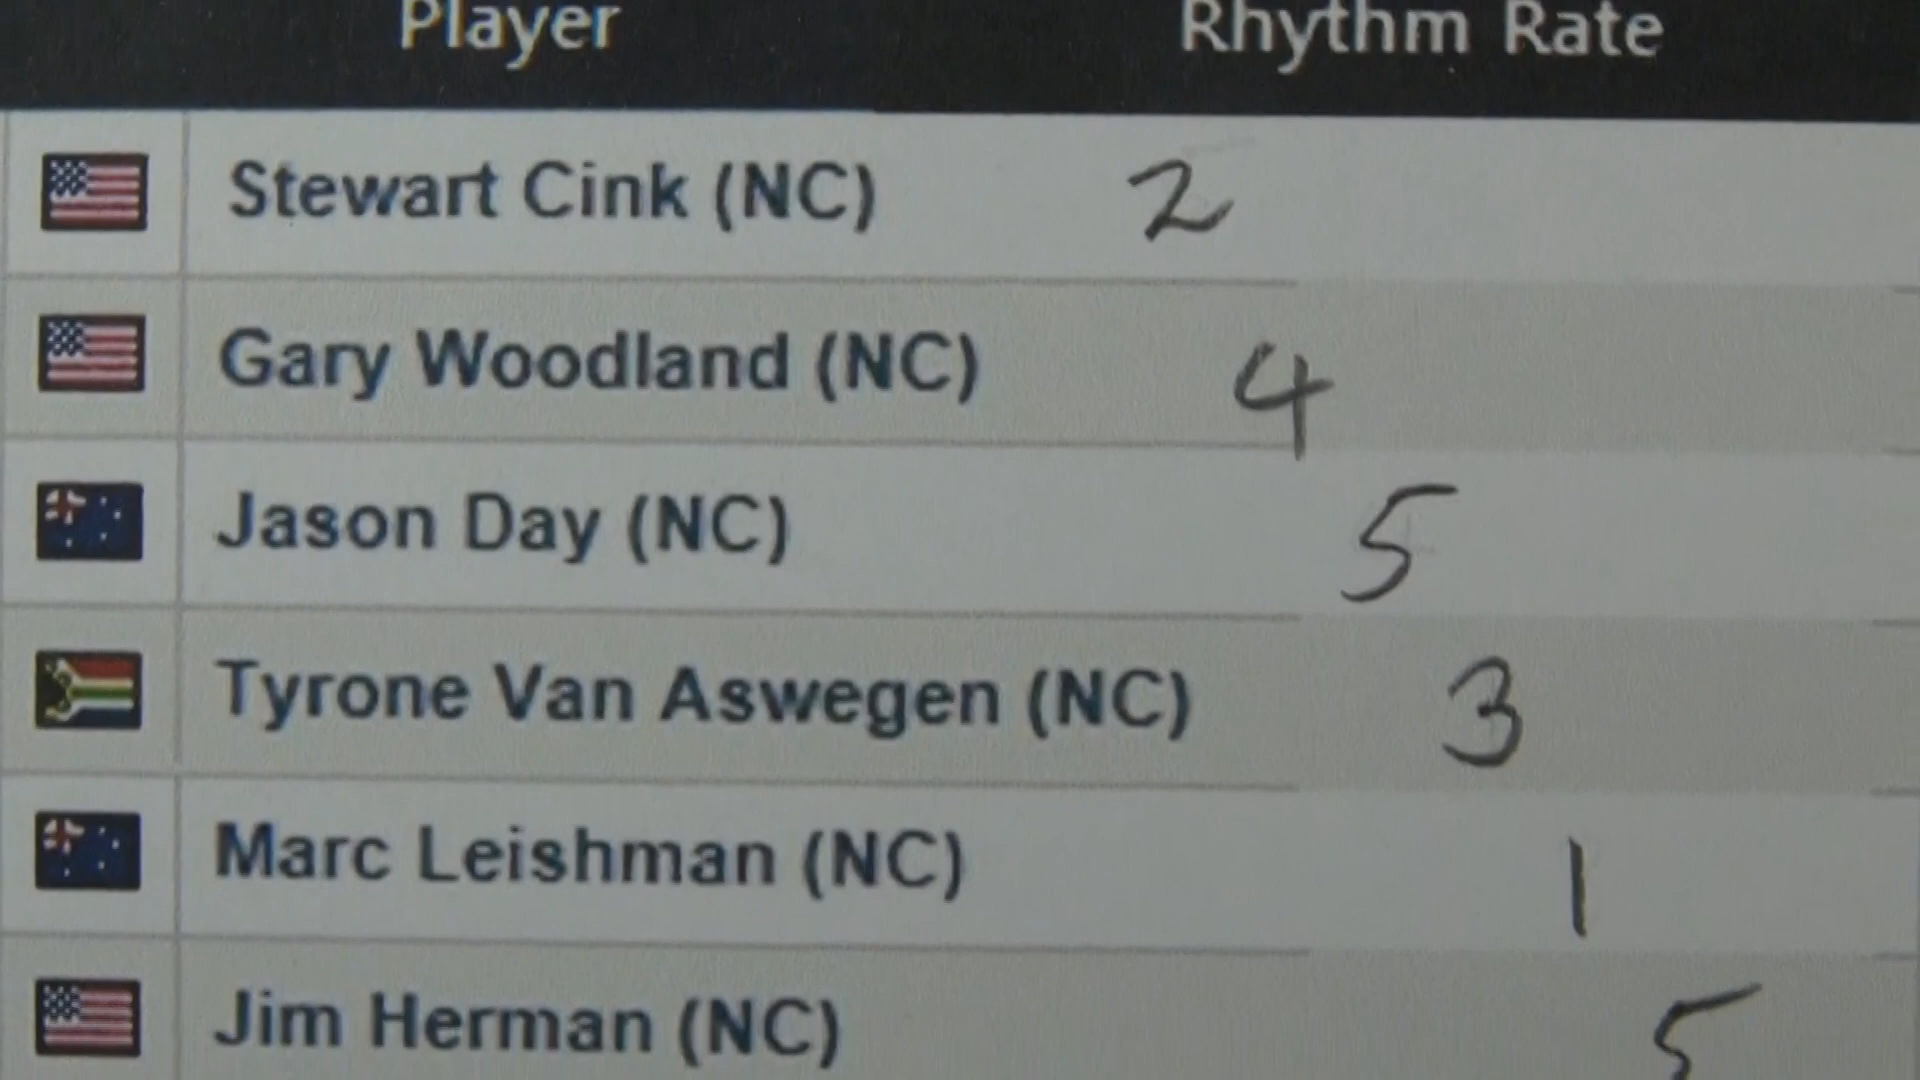 Player Rhythm Rate
Stewart Cink (NC) 2
Gary Woodland (NC) 4
Jason Day (NC) 5
Tyrone Van Aswegen (NC) 3
Marc Leishman (NC) 1
Jim Herman (NC) 5